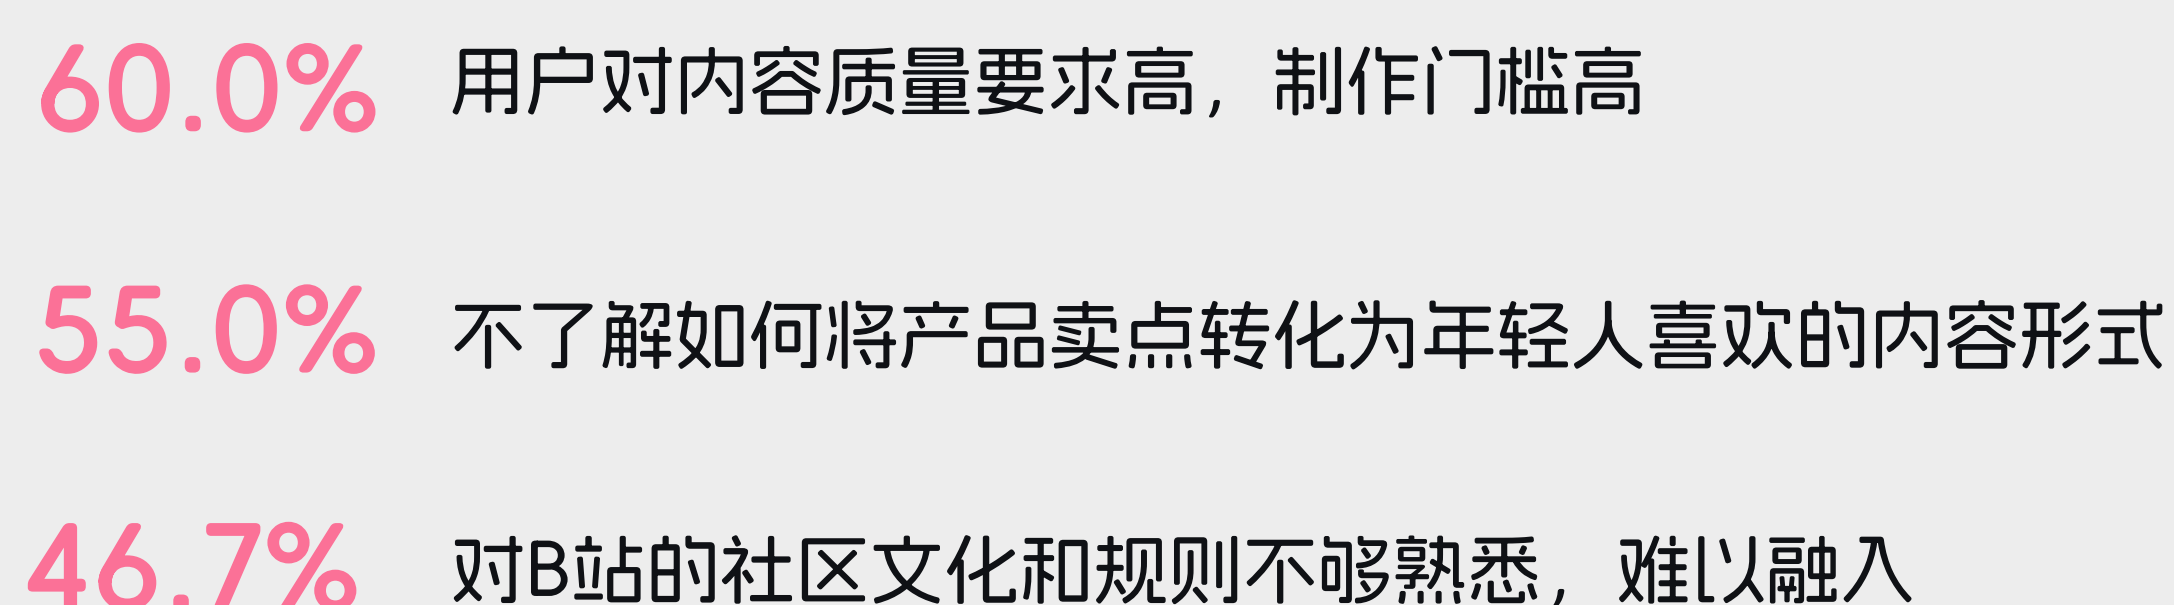 60.0% 用户对内容质量要求高，制作门槛高
55.0% 不了解如何将产品卖点转化为年轻人喜欢的内容形式
46.7% 对B站的社区文化和规则不够熟悉，难以融入